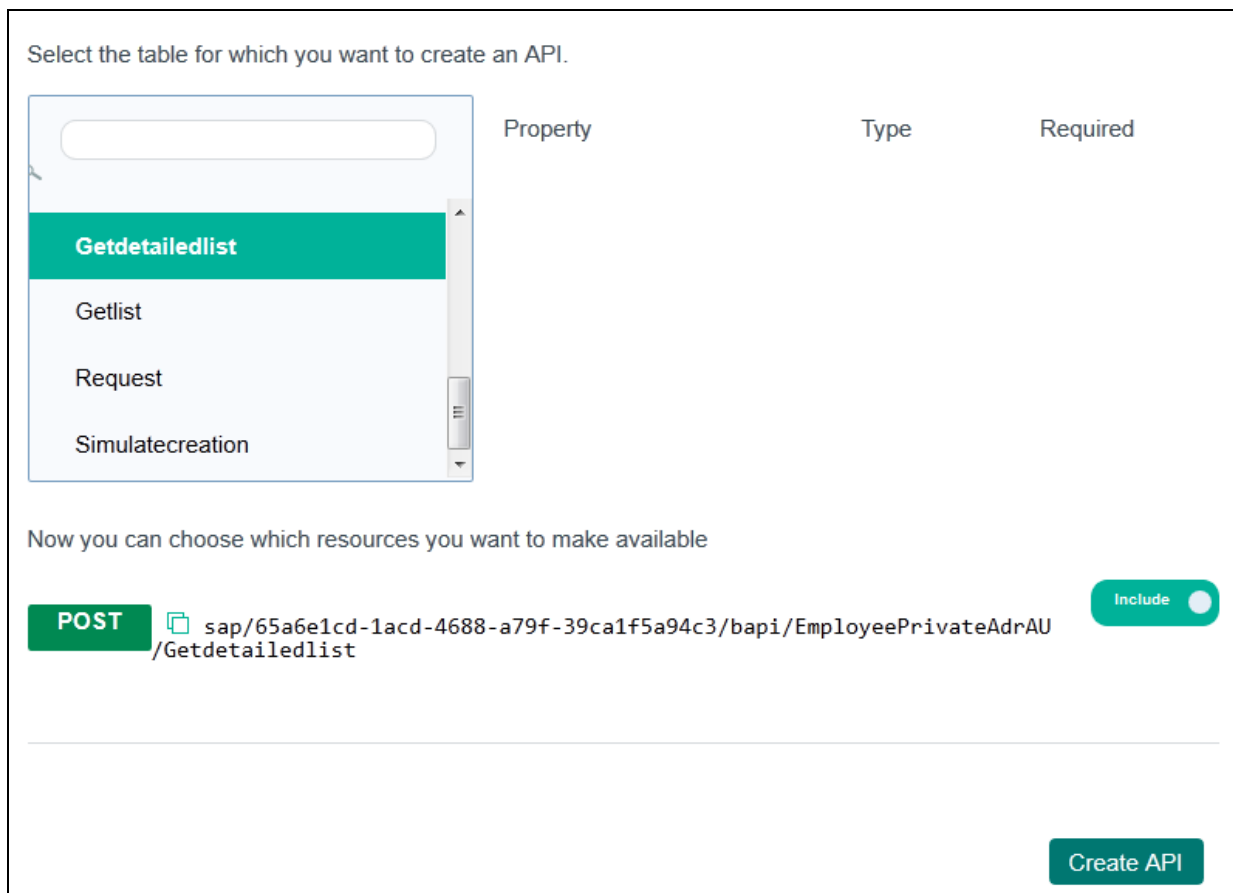 Select the table for which you want to create an API.
Property Type Required
Getdetailedlist
Getlist
Request
Simulatecreation
Now you can choose which resources you want to make available
Include
POST sap/65a6e1cd-1acd-4688-a79f-39ca1f5a94c3/bapi/EmployeePrivateAdrAU
/Getdetailedlist
Create API